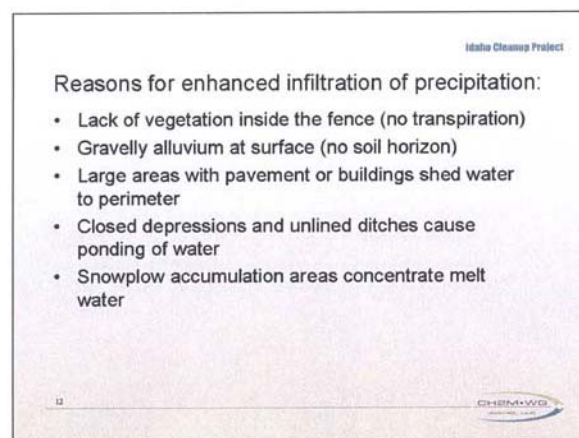 Idaho Cleanup Project
Reasons for enhanced infiltration of precipitation:
• Lack of vegetation inside the fence (no transpiration)
• Gravelly alluvium at surface (no soil horizon)
• Large areas with pavement or buildings shed water
to perimeter
• Closed depressions and unlined ditches cause
ponding of water
• Snowplow accumulation areas concentrate melt
water
12
CH2M•WG